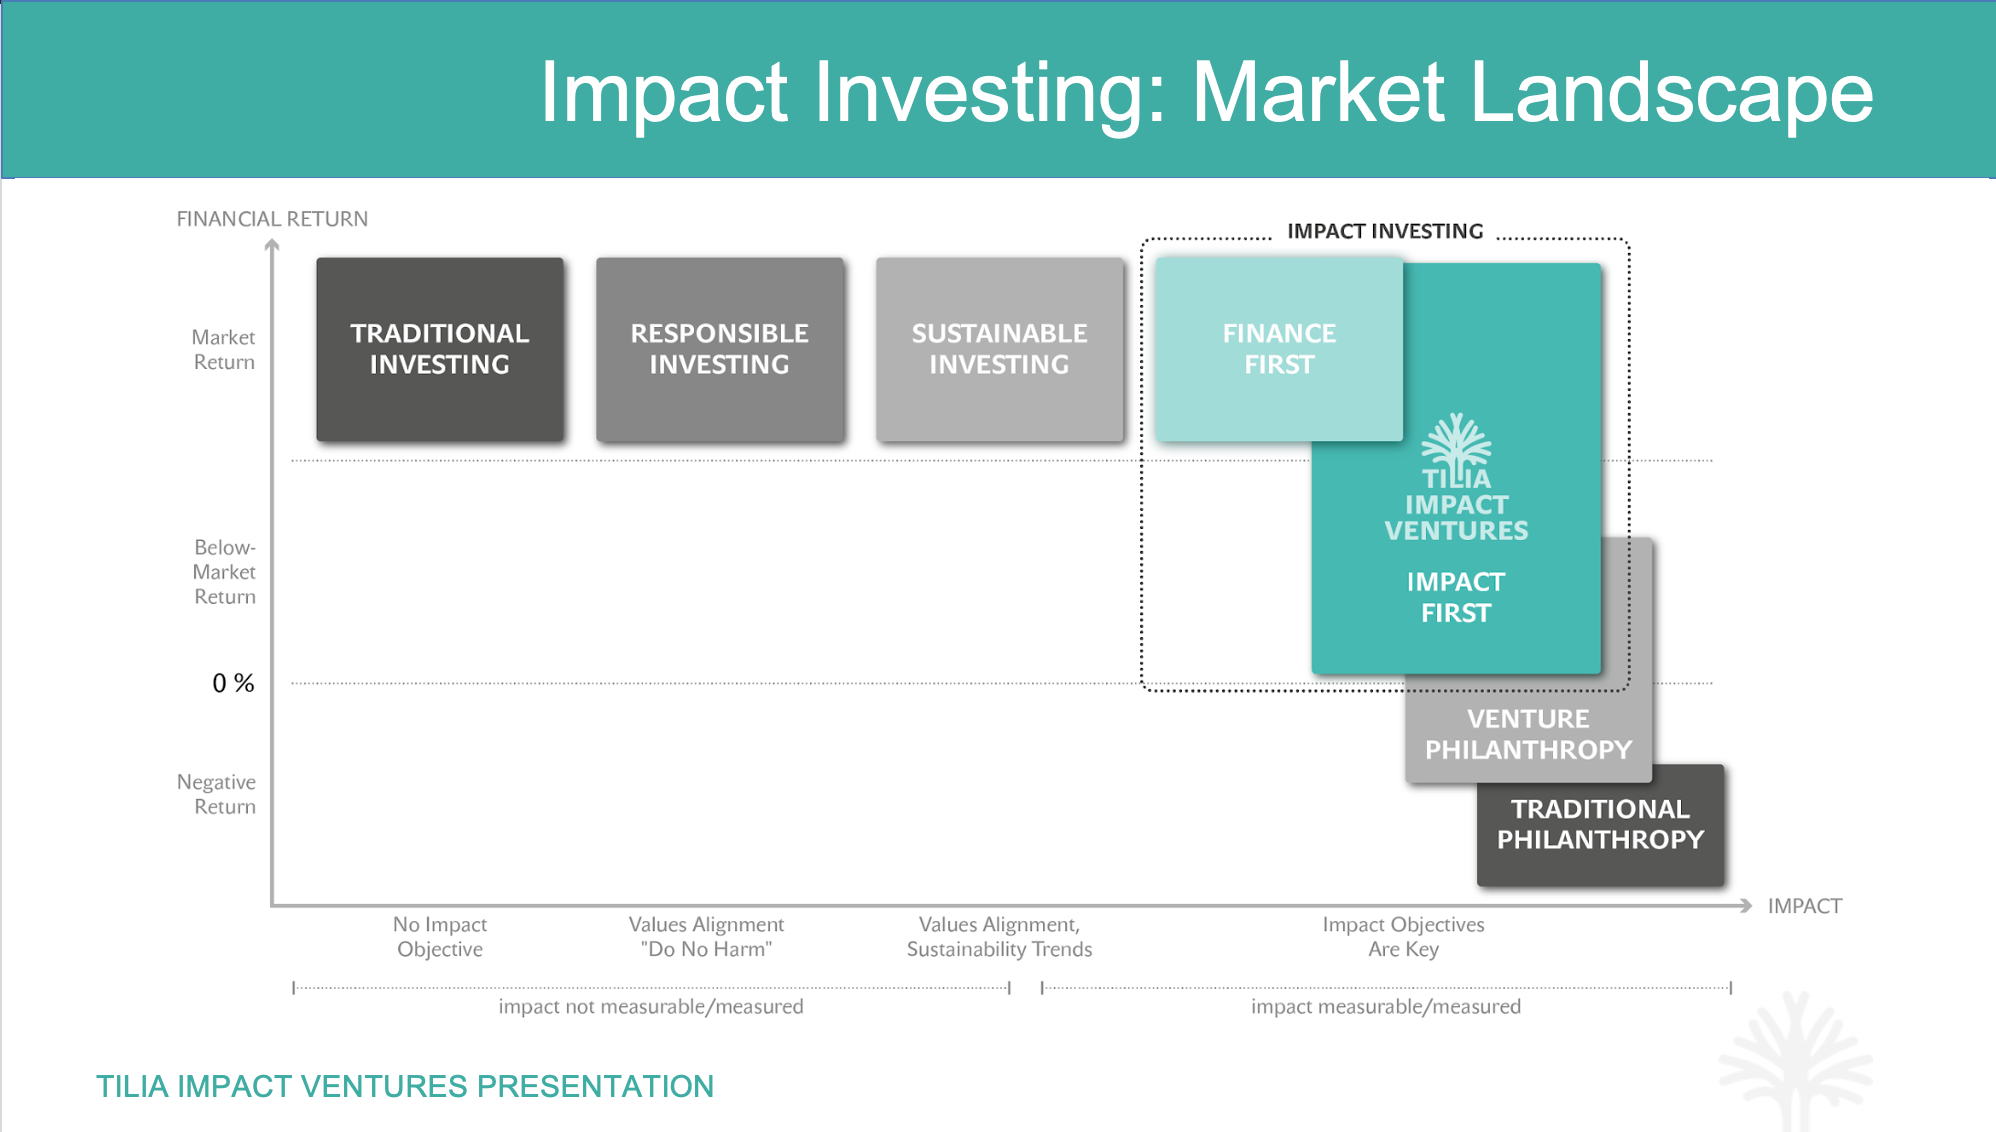 Impact Investing: Market Landscape
FINANCIAL RETURN
IMPACT INVESTING
Market
Return
TRADITIONAL
INVESTING
RESPONSIBLE
INVESTING
SUSTAINABLE
INVESTING
FINANCE
FIRST
TILIA
IMPACT
VENTURES
IMPACT
FIRST
Below-
Market
Return
0 %
VENTURE
PHILANTHROPY
Negative
Return
TRADITIONAL
PHILANTHROPY
IMPACT
No Impact
Objective
Values Alignment
"Do No Harm"
Values Alignment,
Sustainability Trends
Impact Objectives
Are Key
impact not measurable/measured
impact measurable/measured
TILIA IMPACT VENTURES PRESENTATION